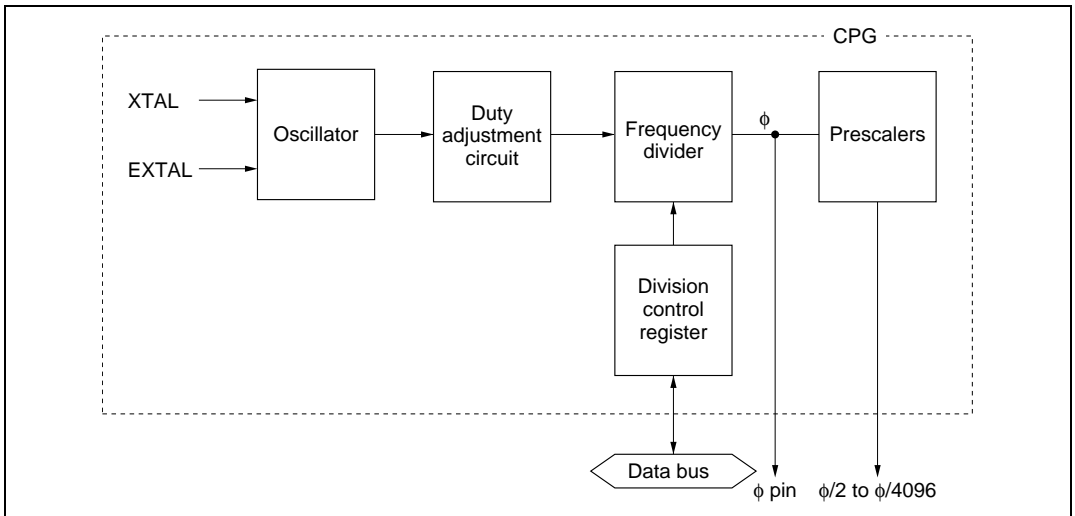 CPG
XTAL
EXTAL
Oscillator
Duty
adjustment
circuit
Frequency
divider
ϕ
Prescalers
Division
control
register
Data bus
ϕ pin
ϕ/2 to ϕ/4096